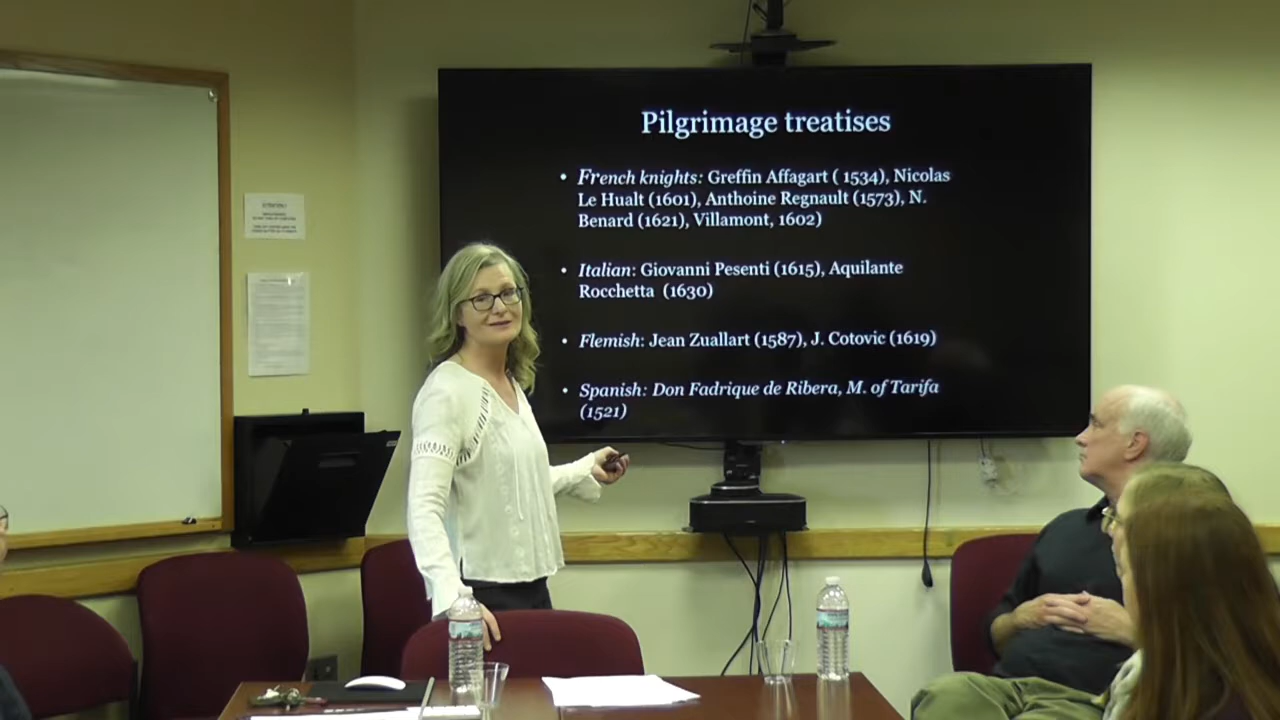 Pilgrimage treatises
• French knights: Greffin Affagart ( 1534), Nicolas
Le Hualt (1601), Anthoine Regnault (1573), N.
Benard (1621), Villamont, 1602)
• Italian: Giovanni Pesenti (1615), Aquilante
Rocchetta (1630)
• Flemish: Jean Zuallart (1587), J. Cotovic (1619)
• Spanish: Don Fadrique de Ribera, M. of Tarifa
(1521)